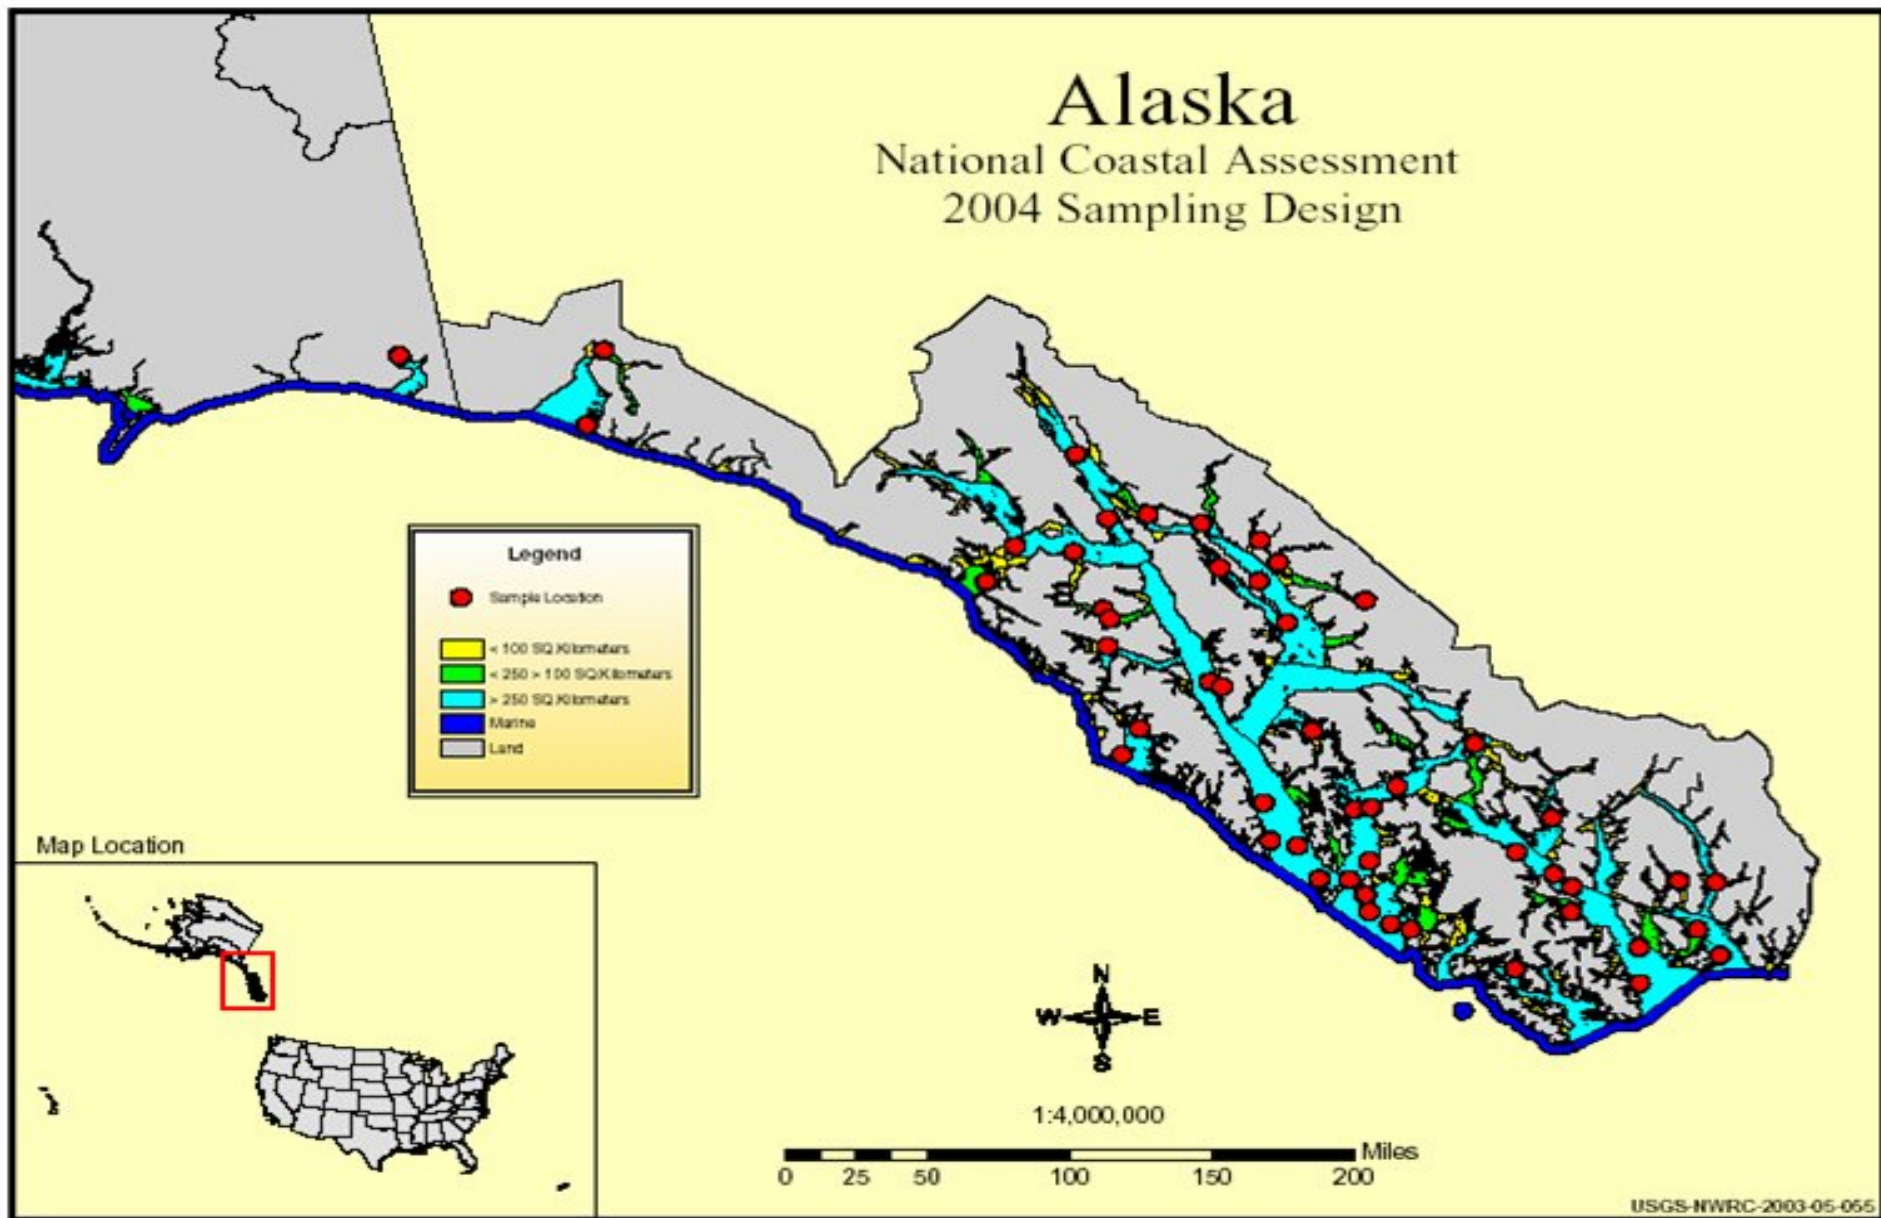 Alaska
National Coastal Assessment
2004 Sampling Design
Legend
Sample Location
< 100 SQ.Kilometers
< 250 > 100 SQ.Kilometers
> 250 SQ.Kilometers
Marine
Land
Map Location
N
W E
S
1:4,000,000
Miles
0 25 50 100 150 200
USGS-NWRC-2003-05-055